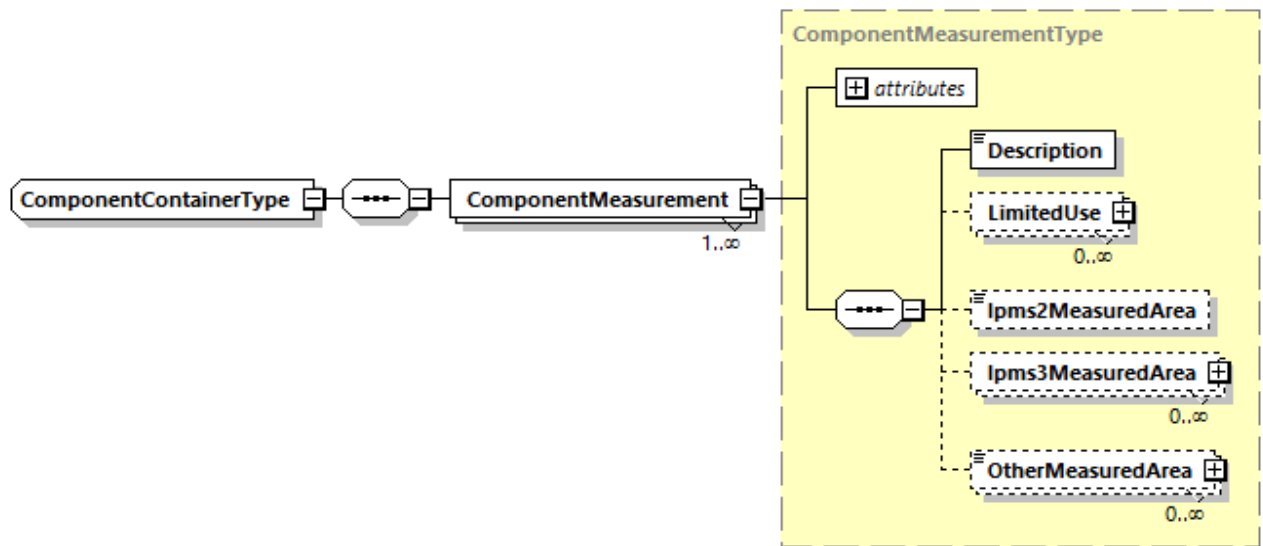 ComponentMeasurementType
attributes
Description
ComponentContainerType
ComponentMeasurement
1..∞
LimitedUse
0..∞
Ipms2MeasuredArea
Ipms3MeasuredArea
0..∞
OtherMeasuredArea
0..∞